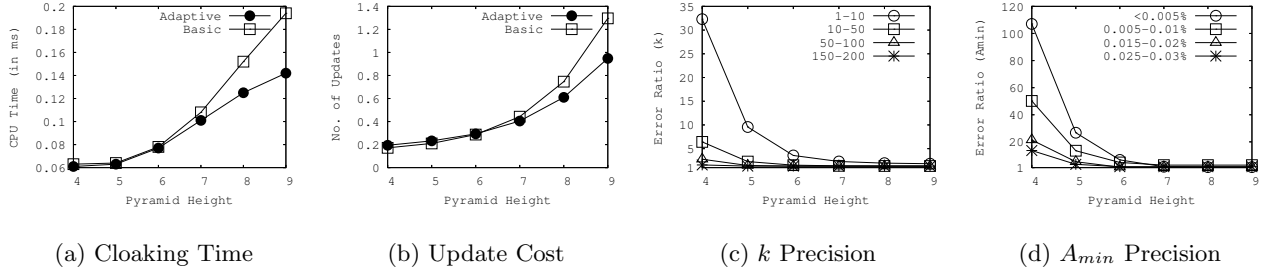 CPU Time (in ms)
0.2
0.18
0.16
0.14
0.12
0.1
0.08
0.06
4 5 6 7 8 9
Pyramid Height
Adaptive
Basic
(a) Cloaking Time
No. of Updates
1.4
1.2
1
0.8
0.6
0.4
0.2
0
4 5 6 7 8 9
Pyramid Height
Adaptive
Basic
(b) Update Cost
Error Ratio (k)
35
30
25
20
15
10
5
1
4 5 6 7 8 9
Pyramid Height
1-10
10-50
50-100
150-200
(c) k Precision
Error Ratio (Amin)
120
100
80
60
40
20
1
4 5 6 7 8 9
Pyramid Height
<0.005%
0.005-0.01%
0.015-0.02%
0.025-0.03%
(d) Amin Precision